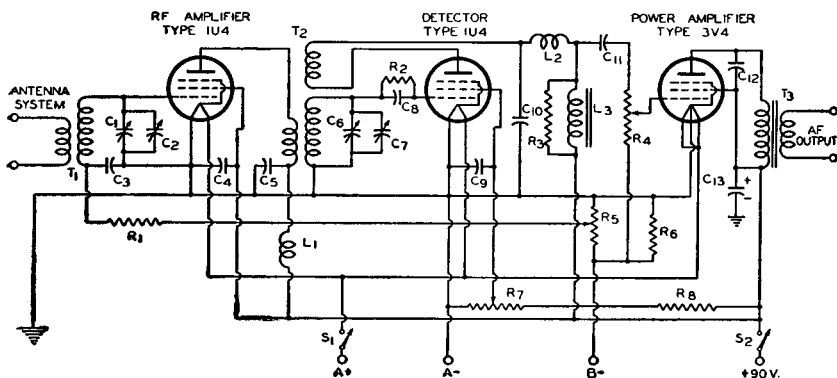 RF AMPLIFIER
TYPE 1U4
DETECTOR
TYPE 1U4
POWER AMPLIFIER
TYPE 3V4
ANTENNA
SYSTEM
T1
C1
C2
C3
C4
C5
T2
R2
C8
C6
C7
C9
L2
C10
R3
L3
C11
R4
C12
T3
AF
OUTPUT
C13
R1
L1
R5
R6
R7
R8
S1
S2
A+
A-
B-
+90 V.